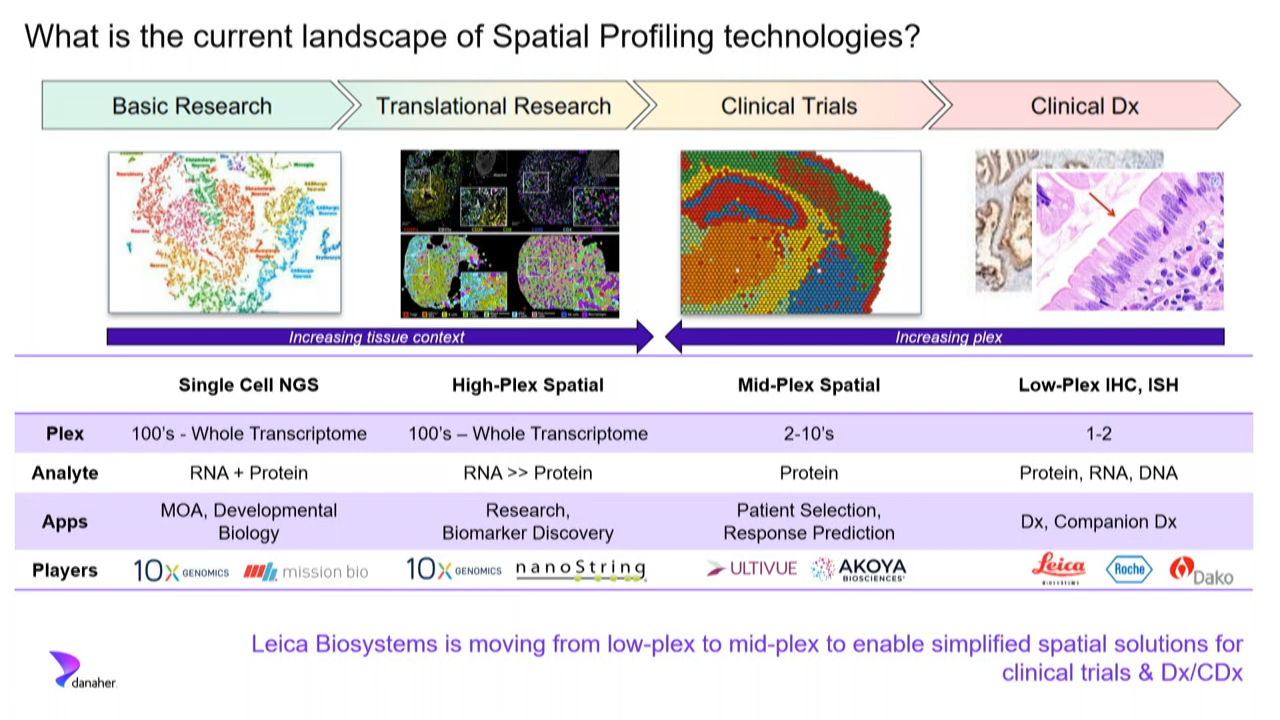 What is the current landscape of Spatial Profiling technologies?
Basic Research
Translational Research
Clinical Trials
Clinical Dx
Increasing tissue context
Increasing plex
Single Cell NGS
High-Plex Spatial
Mid-Plex Spatial
Low-Plex IHC, ISH
Plex
100's - Whole Transcriptome
100's – Whole Transcriptome
2-10's
1-2
Analyte
RNA + Protein
RNA >> Protein
Protein
Protein, RNA, DNA
Apps
MOA, Developmental
Biology
Research,
Biomarker Discovery
Patient Selection,
Response Prediction
Dx, Companion Dx
Players
10X GENOMICS
mission bio
10X GENOMICS
nanoString
ULTIVUE
AKOYA
BIOSCIENCES
Leica
BIOSYSTEMS
Roche
Dako
Leica Biosystems is moving from low-plex to mid-plex to enable simplified spatial solutions for
clinical trials & Dx/CDx
danaher.